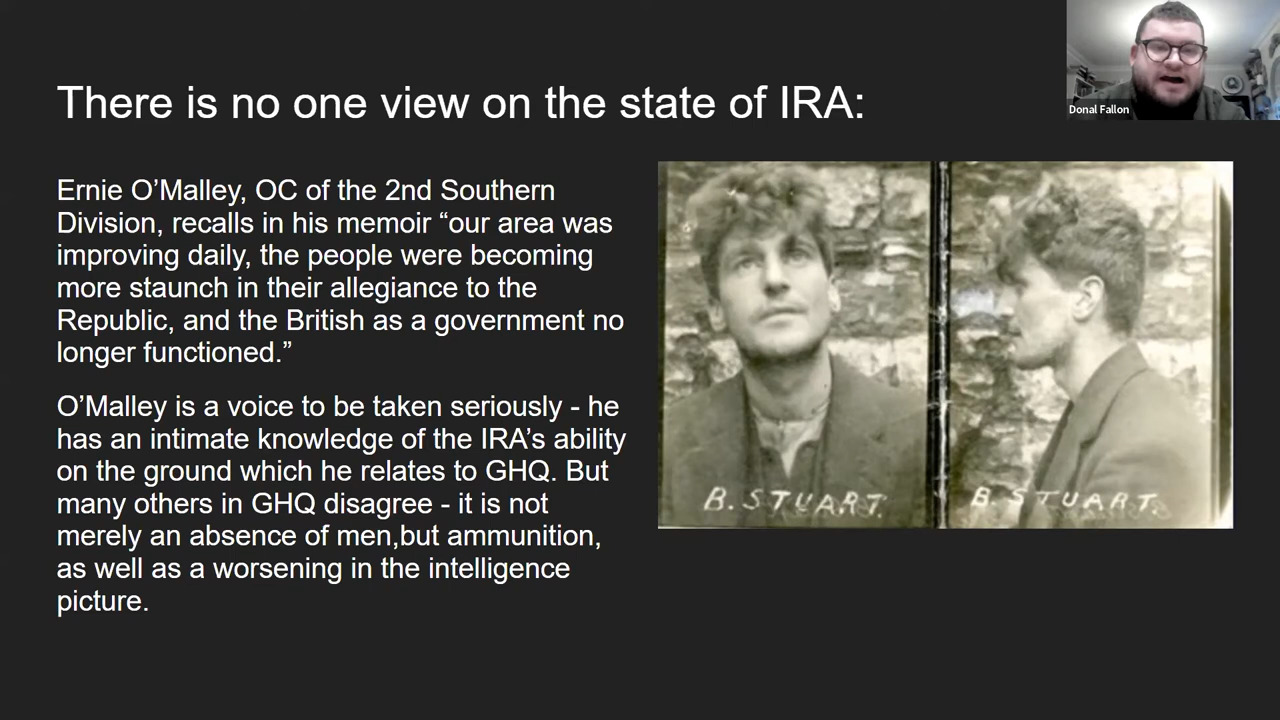 There is no one view on the state of IRA:
Donal Fallon
Ernie O’Malley, OC of the 2nd Southern
Division, recalls in his memoir “our area was
improving daily, the people were becoming
more staunch in their allegiance to the
Republic, and the British as a government no
longer functioned.”
O’Malley is a voice to be taken seriously - he
has an intimate knowledge of the IRA’s ability
on the ground which he relates to GHQ. But
many others in GHQ disagree - it is not
merely an absence of men,but ammunition,
as well as a worsening in the intelligence
picture.
B. STUART.
B. STUART.